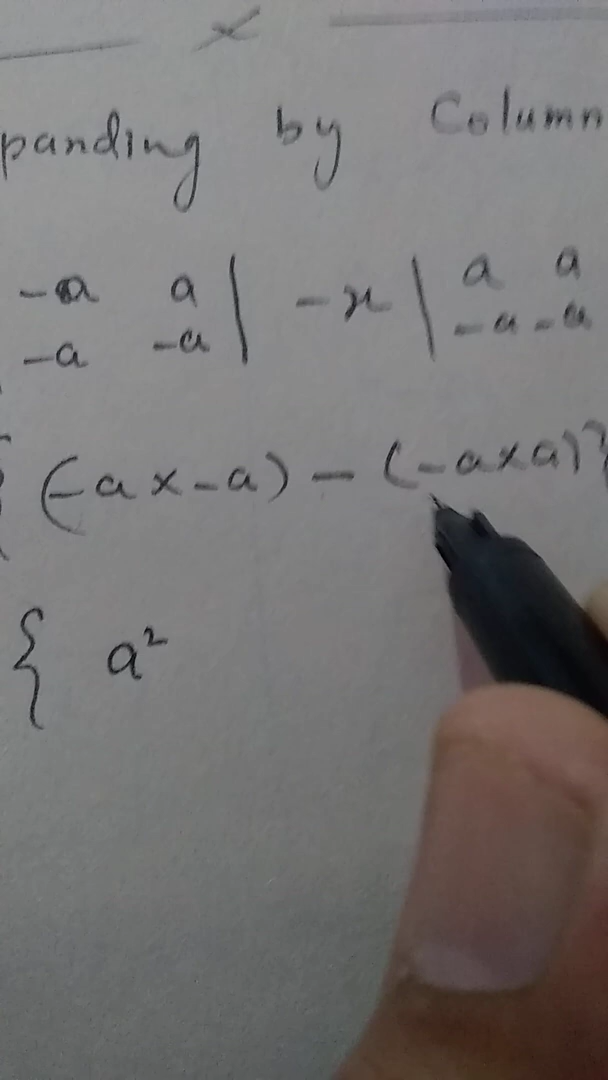 panding by Column
-a a | -x | a a
-a -a | | -a -a
{ (-a x -a) - (-a x a) }
{ a²